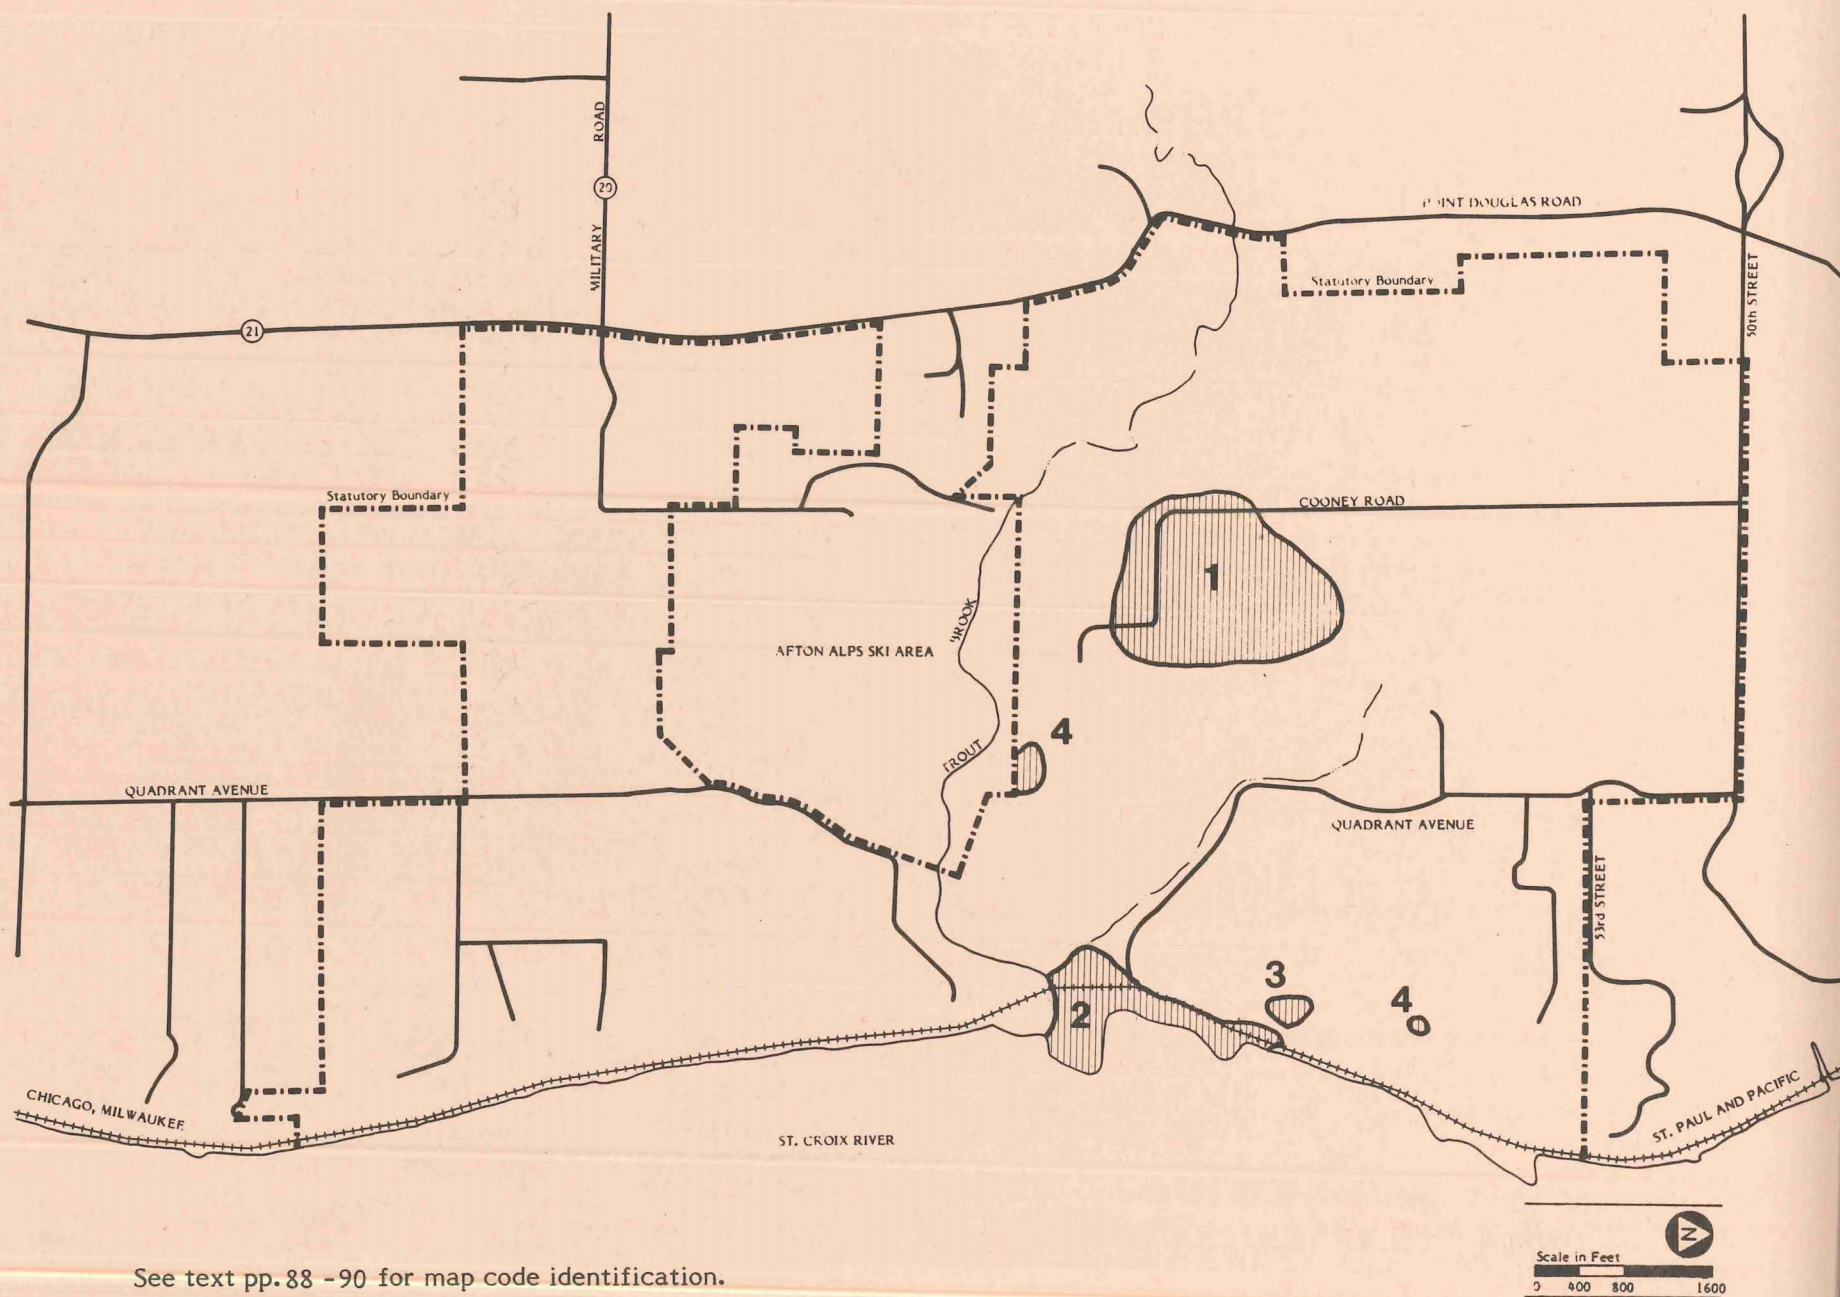 ROAD
20
MILITARY
POINT DOUGLAS ROAD
Statutory Boundary
50th STREET
21
Statutory Boundary
COONEY ROAD
1
BROOK
AFTON ALPS SKI AREA
4
TROUT
QUADRANT AVENUE
QUADRANT AVENUE
53rd STREET
3
4
2
CHICAGO, MILWAUKEE
ST. PAUL AND PACIFIC
ST. CROIX RIVER
N
Scale in Feet
0 400 800 1600
See text pp. 88 - 90 for map code identification.